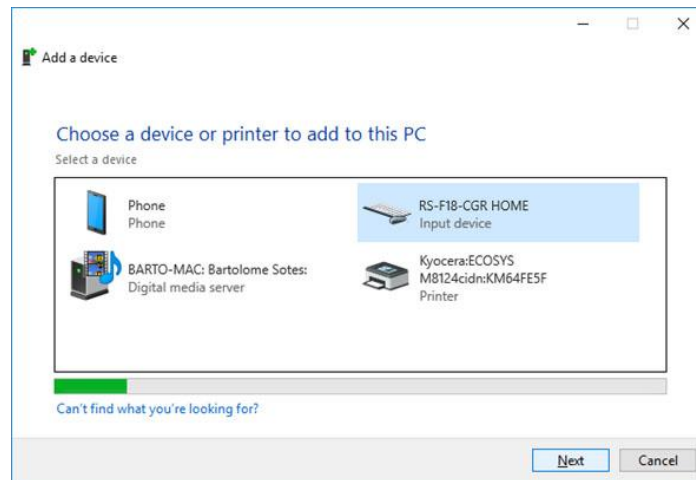 Add a device
Choose a device or printer to add to this PC
Select a device
Phone
Phone
RS-F18-CGR HOME
Input device
BARTO-MAC: Bartolome Sotes:
Digital media server
Kyocera:ECOSYS
M8124cidn:KM64FE5F
Printer
Can't find what you're looking for?
Next
Cancel